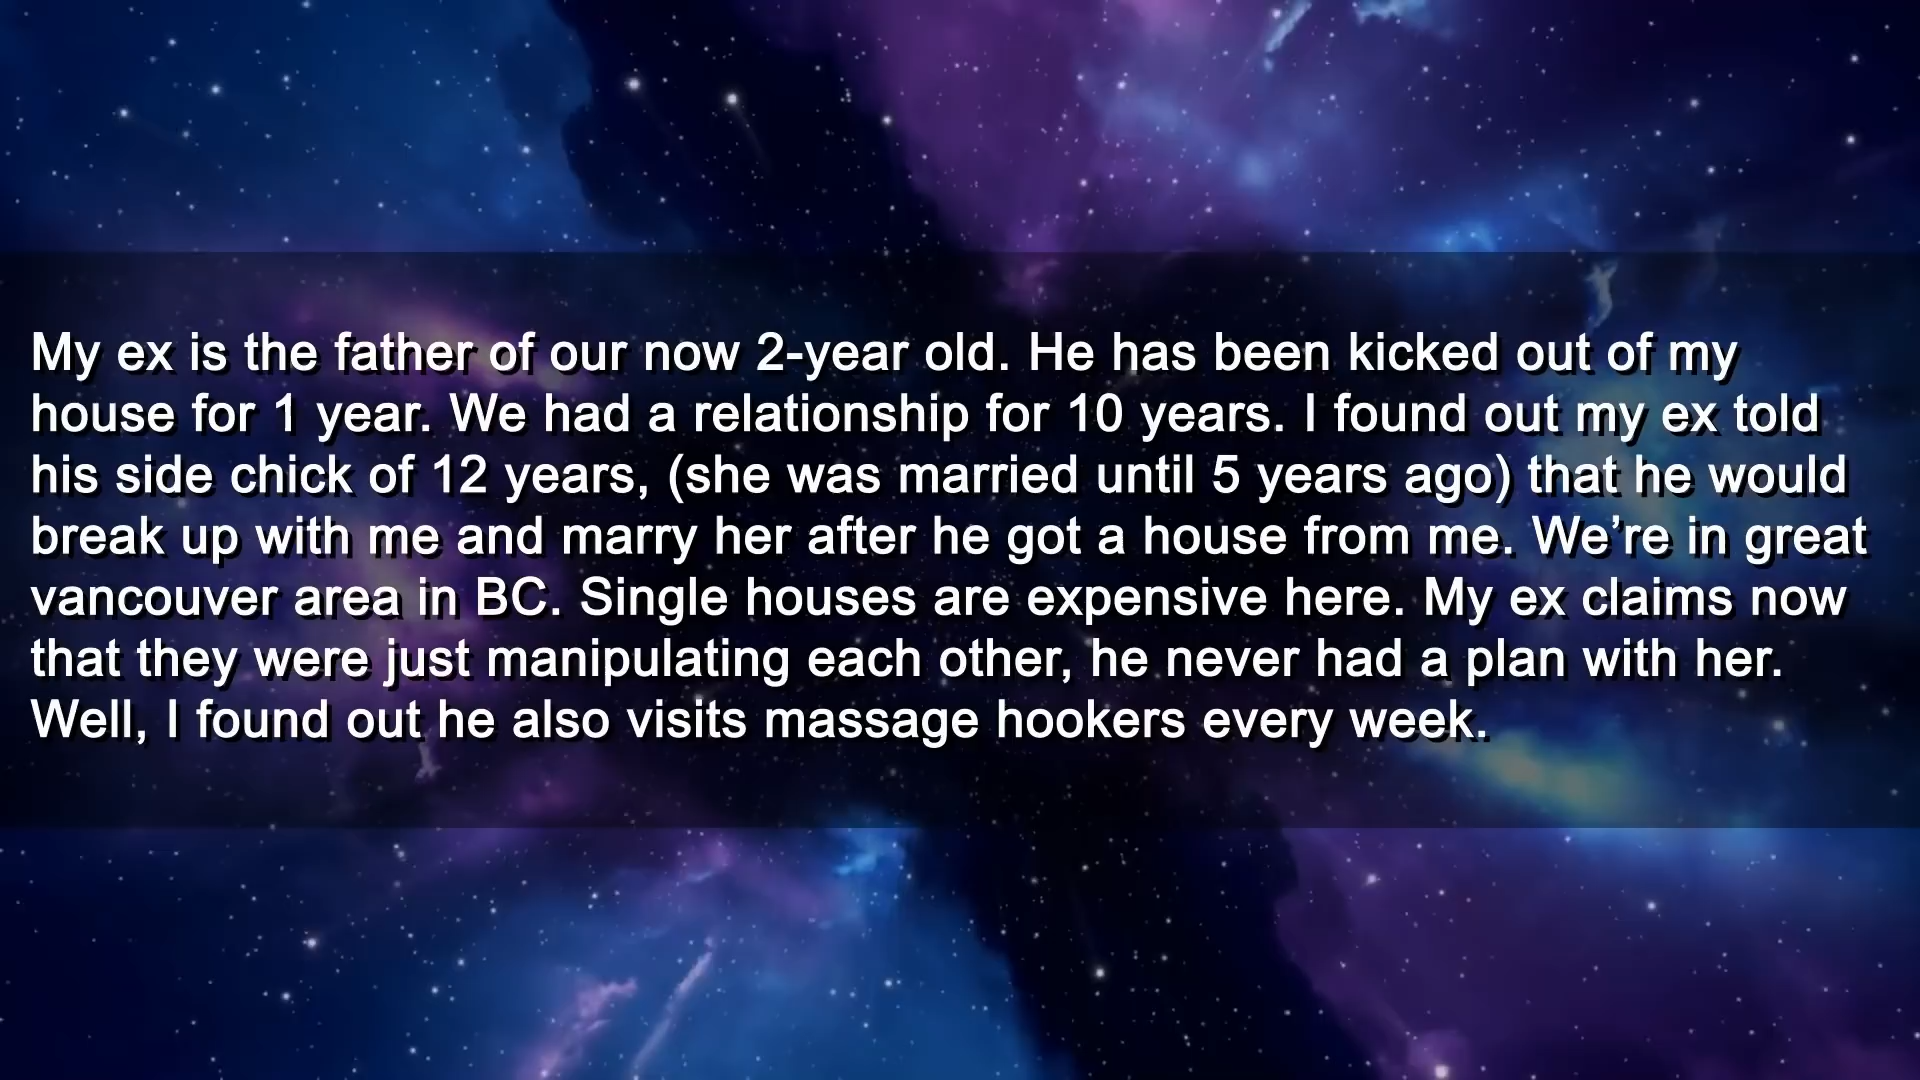 My ex is the father of our now 2-year old. He has been kicked out of my
house for 1 year. We had a relationship for 10 years. I found out my ex told
his side chick of 12 years, (she was married until 5 years ago) that he would
break up with me and marry her after he got a house from me. We’re in great
vancouver area in BC. Single houses are expensive here. My ex claims now
that they were just manipulating each other, he never had a plan with her.
Well, I found out he also visits massage hookers every week.